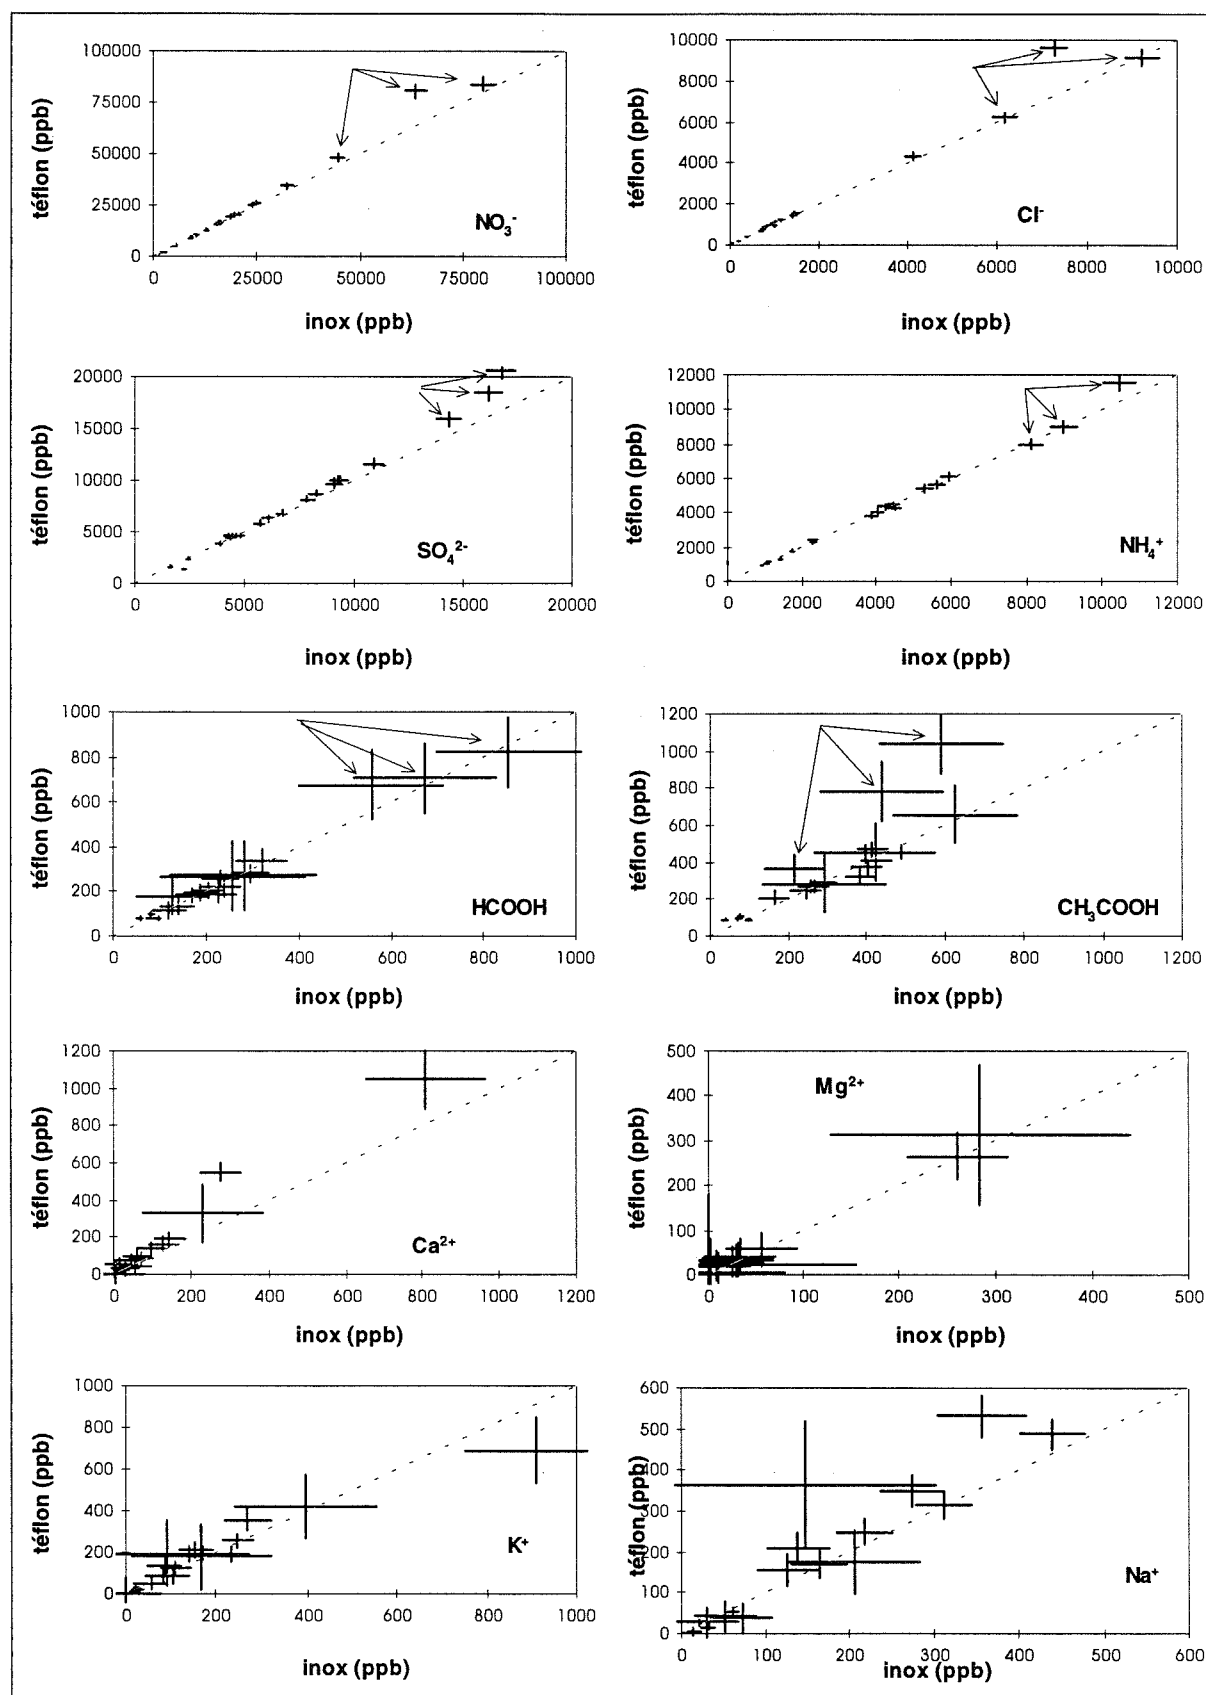 100000
75000
50000
25000
0
téflon (ppb)
NO₃⁻
0 25000 50000 75000 100000
inox (ppb)
10000
8000
6000
4000
2000
0
téflon (ppb)
Cl⁻
0 2000 4000 6000 8000 10000
inox (ppb)
20000
15000
10000
5000
0
téflon (ppb)
SO₄²⁻
0 5000 10000 15000 20000
inox (ppb)
12000
10000
8000
6000
4000
2000
0
téflon (ppb)
NH₄⁺
0 2000 4000 6000 8000 10000 12000
inox (ppb)
1000
800
600
400
200
0
téflon (ppb)
HCOOH
0 200 400 600 800 1000
inox (ppb)
1200
1000
800
600
400
200
0
téflon (ppb)
CH₃COOH
0 200 400 600 800 1000 1200
inox (ppb)
1200
1000
800
600
400
200
0
téflon (ppb)
Ca²⁺
0 200 400 600 800 1000 1200
inox (ppb)
500
400
300
200
100
0
téflon (ppb)
Mg²⁺
0 100 200 300 400 500
inox (ppb)
1000
800
600
400
200
0
téflon (ppb)
K⁺
0 200 400 600 800 1000
inox (ppb)
600
500
400
300
200
100
0
téflon (ppb)
Na⁺
0 100 200 300 400 500 600
inox (ppb)